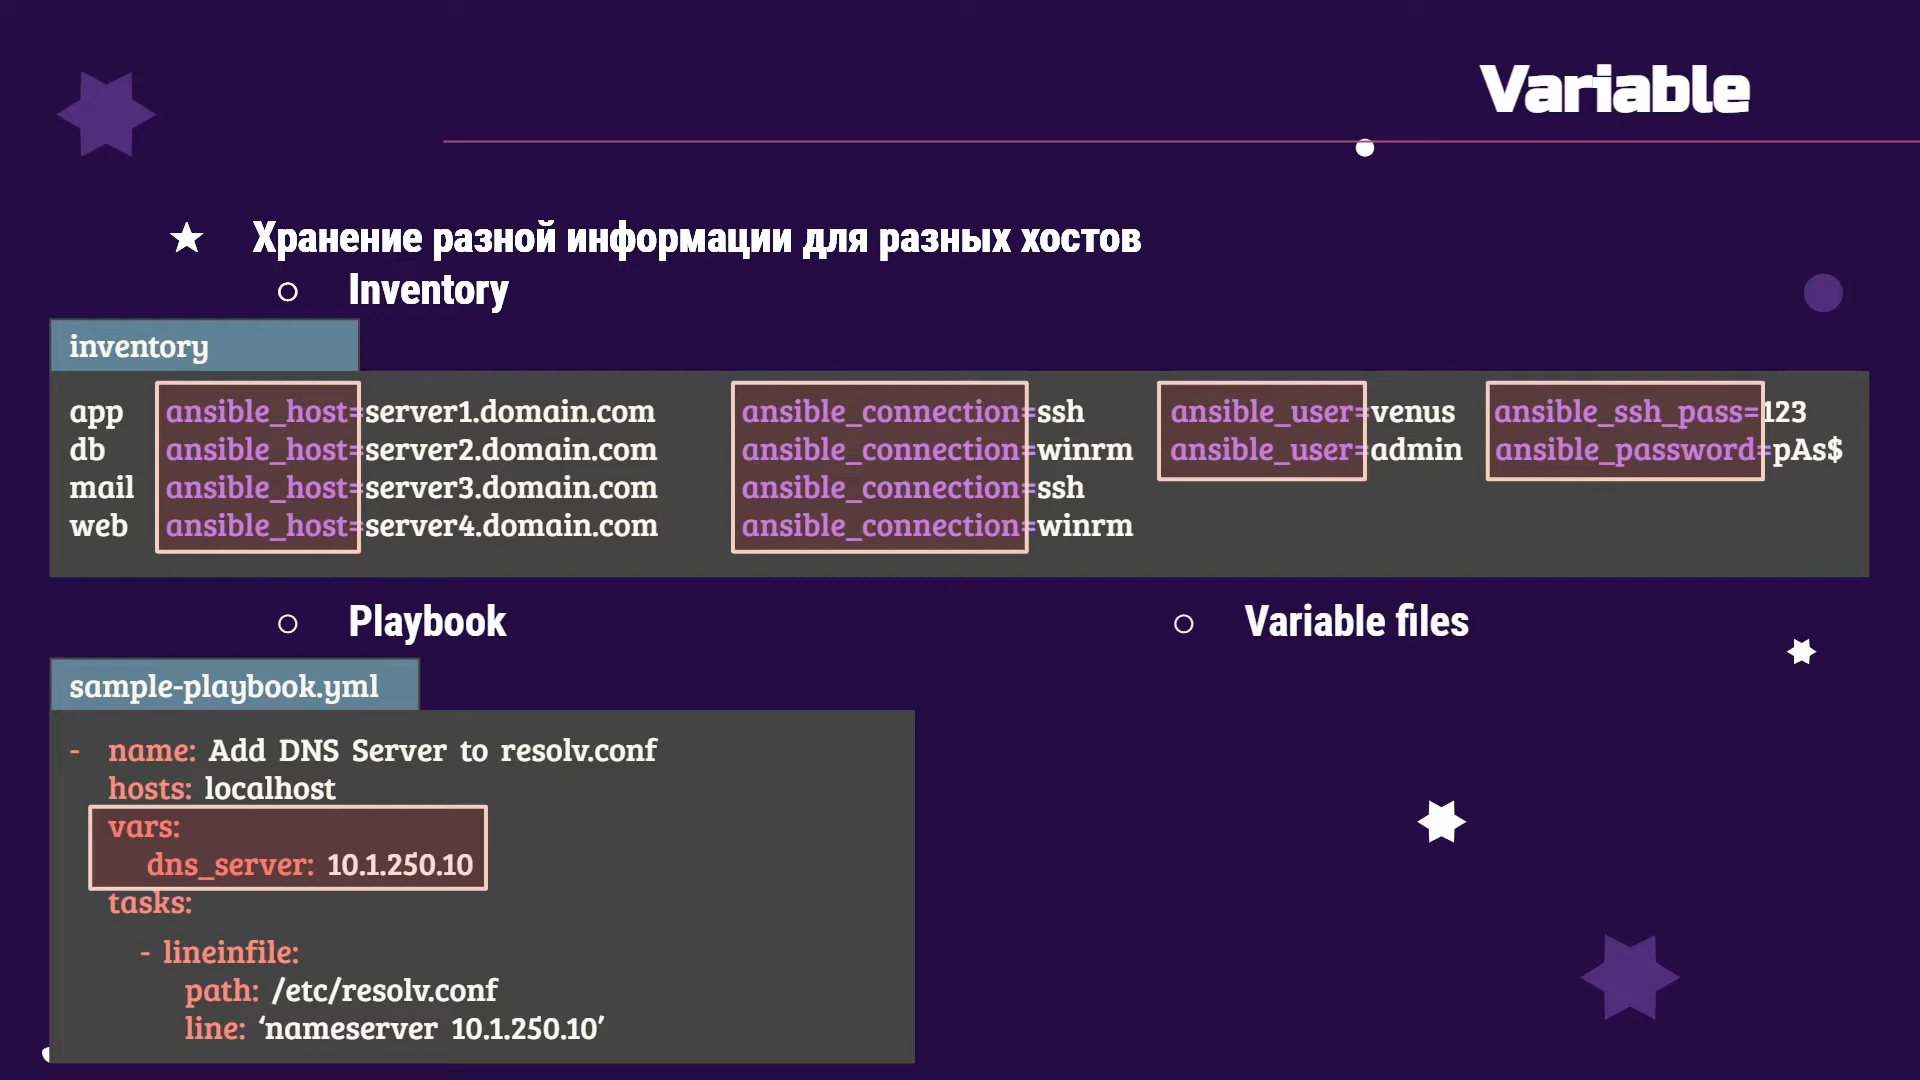 Variable
Хранение разной информации для разных хостов
Inventory
inventory
app ansible_host=server1.domain.com ansible_connection=ssh ansible_user=venus ansible_ssh_pass=123
db ansible_host=server2.domain.com ansible_connection=winrm ansible_user=admin ansible_password=pAs$
mail ansible_host=server3.domain.com ansible_connection=ssh
web ansible_host=server4.domain.com ansible_connection=winrm
Playbook
Variable files
sample-playbook.yml
- name: Add DNS Server to resolv.conf
hosts: localhost
vars:
dns_server: 10.1.250.10
tasks:
- lineinfile:
path: /etc/resolv.conf
line: ‘nameserver 10.1.250.10’